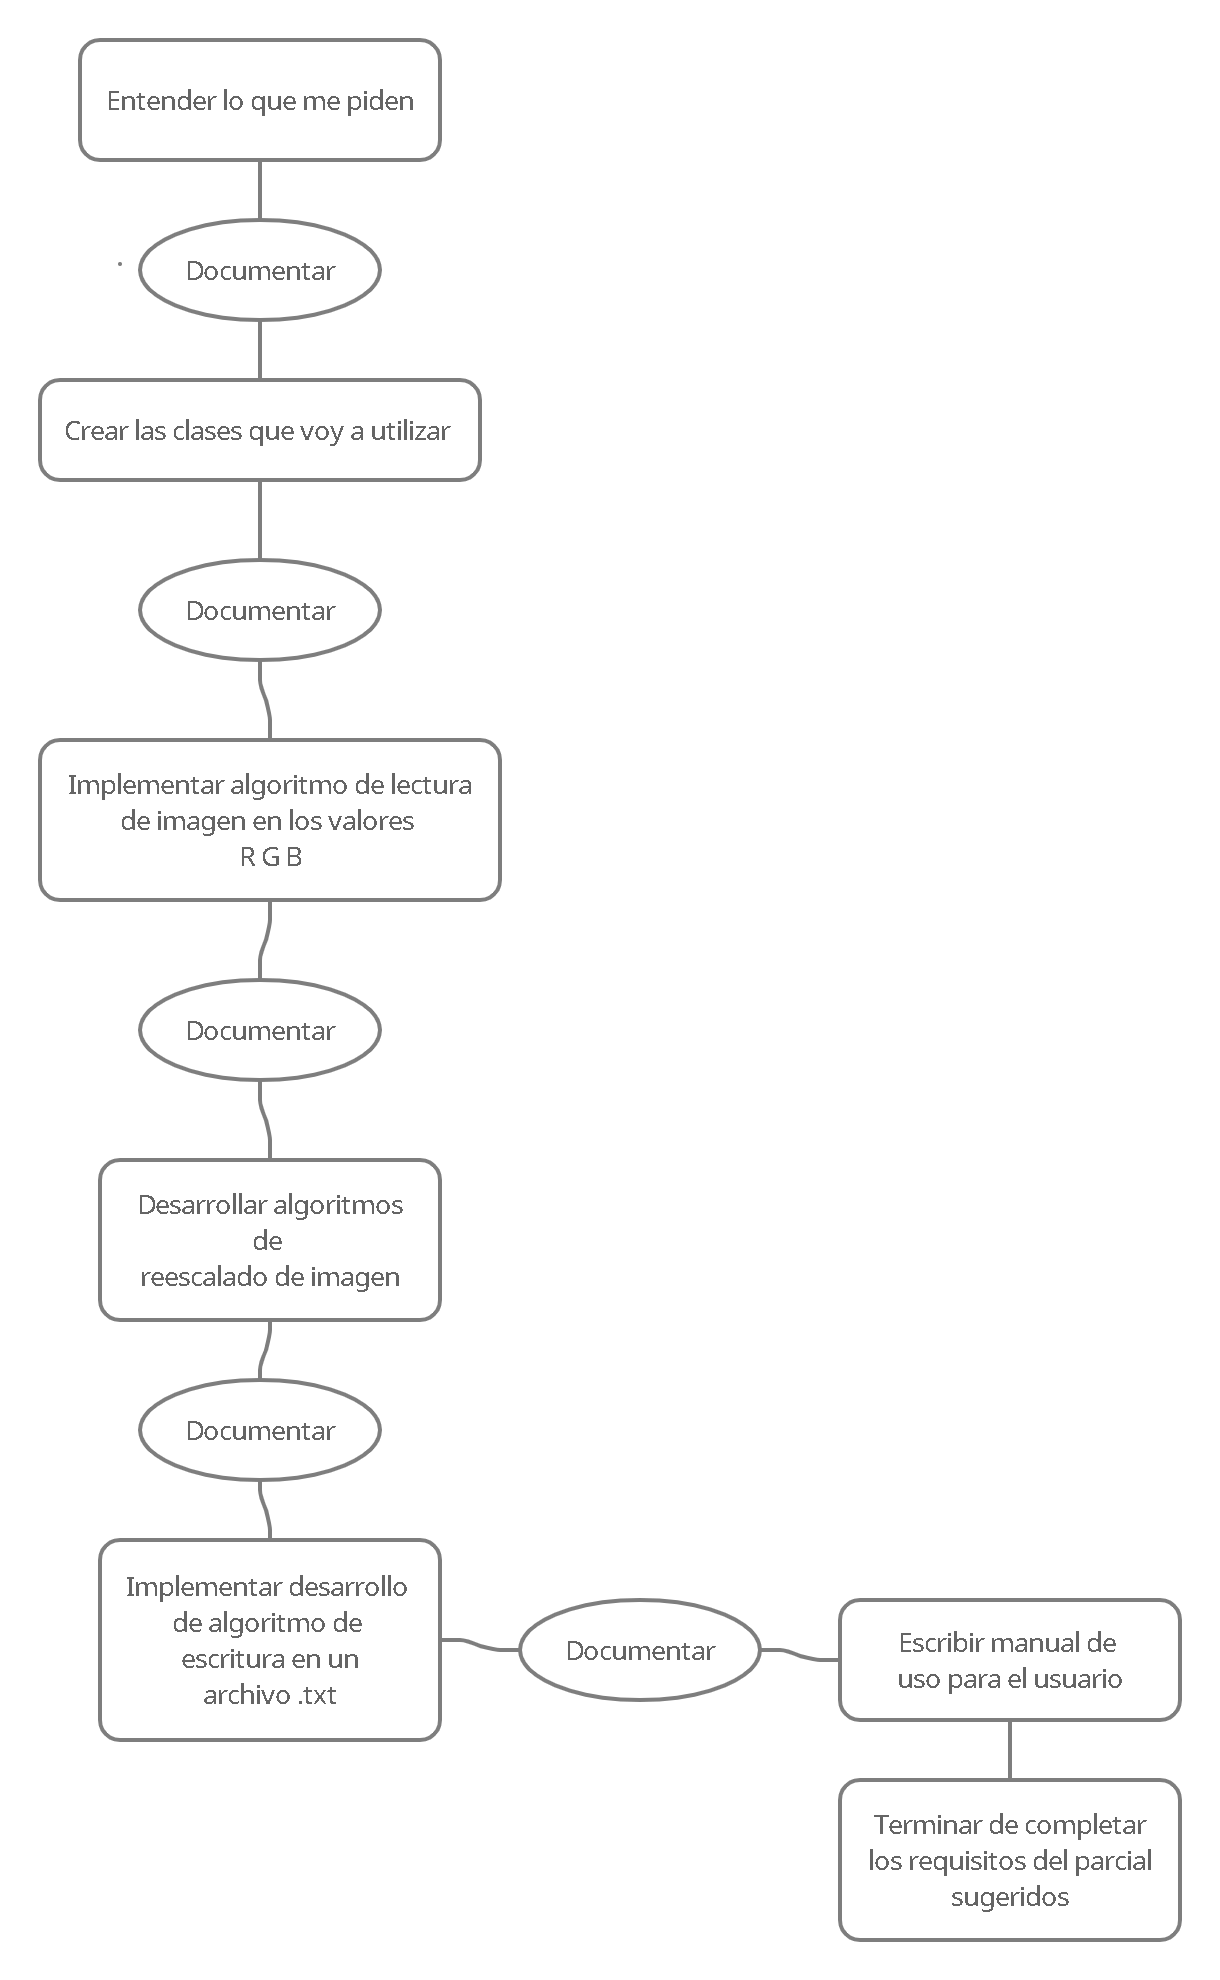 Entender lo que me piden
Documentar
Crear las clases que voy a utilizar
Documentar
Implementar algoritmo de lectura
de imagen en los valores
R G B
Documentar
Desarrollar algoritmos
de
reescalado de imagen
Documentar
Implementar desarrollo
de algoritmo de
escritura en un
archivo .txt
Documentar
Escribir manual de
uso para el usuario
Terminar de completar
los requisitos del parcial
sugeridos